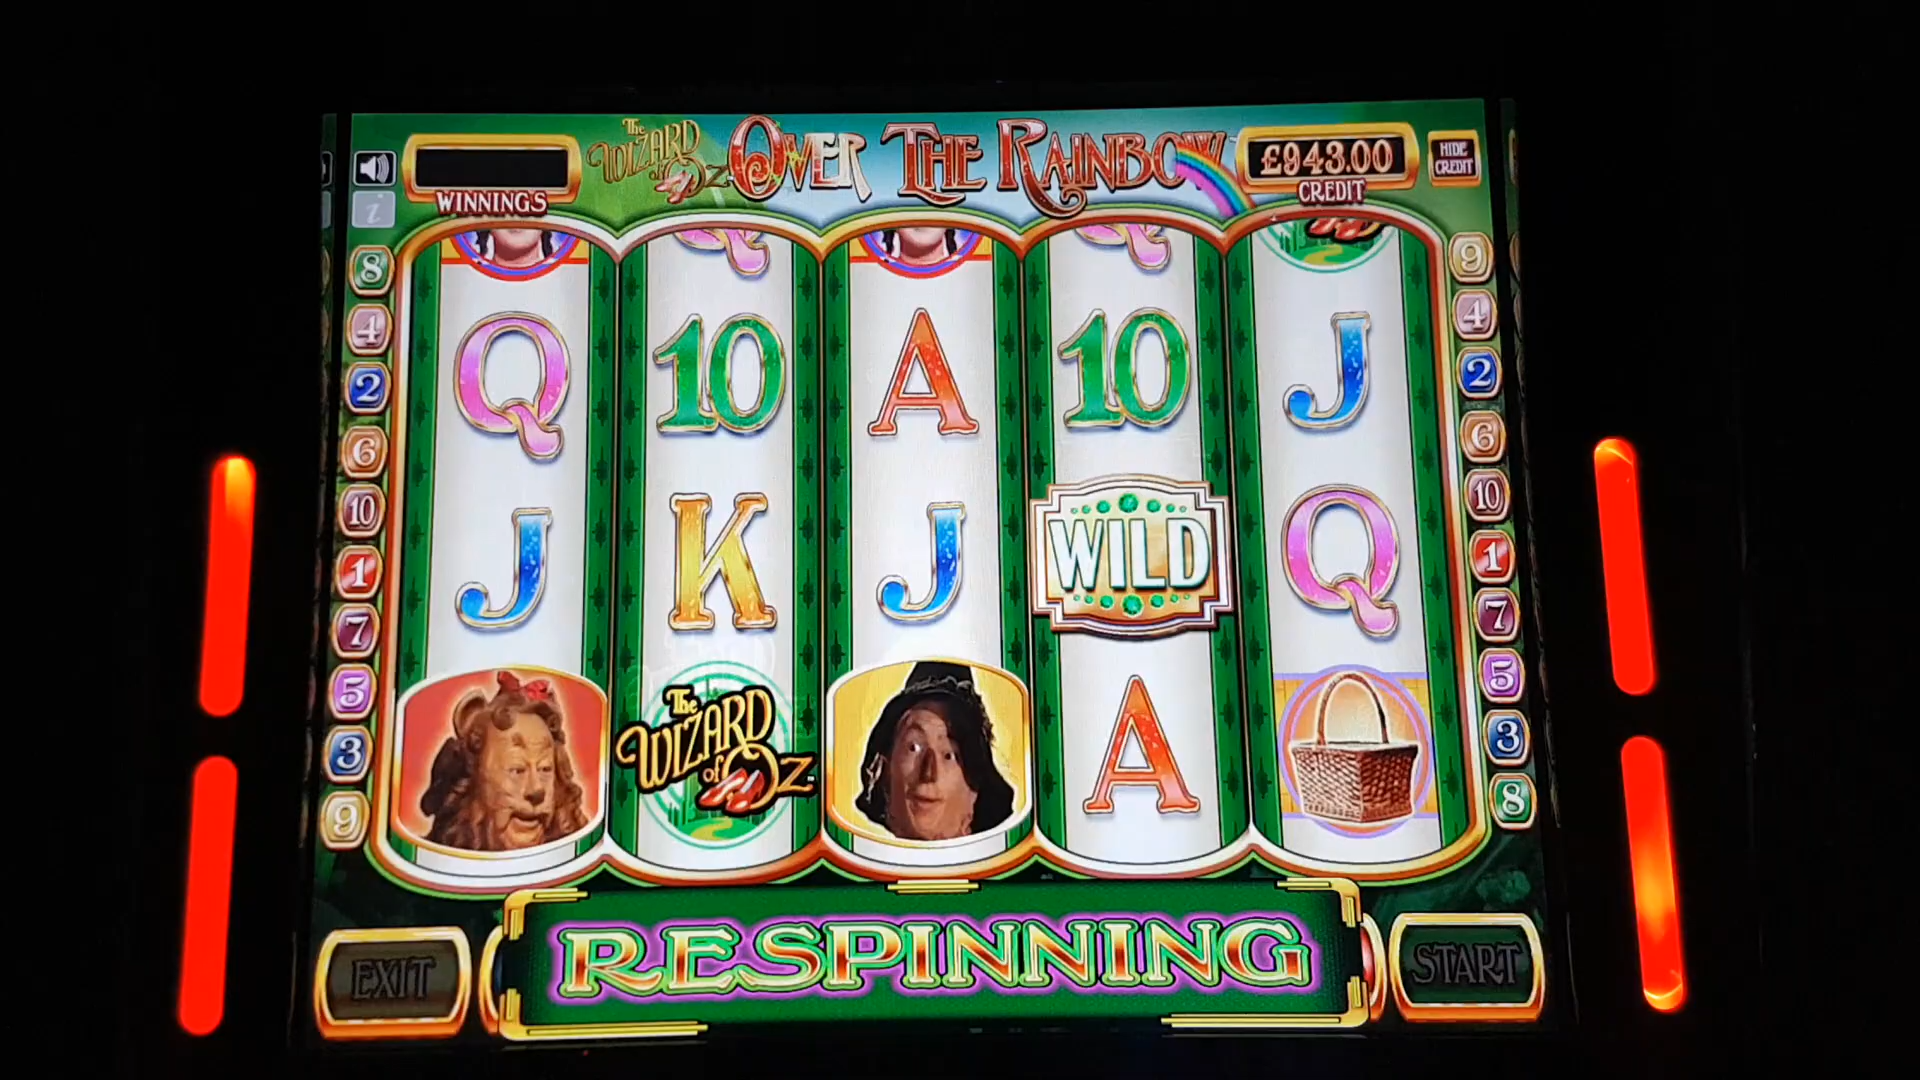 The WIZARD of OZ OVER THE RAINBOW
£943.00
HIDE CREDIT
WINNINGS
CREDIT
i
8
9
4
4
Q
10
A
10
J
2
2
6
6
10
10
J
K
J
WILD
Q
1
1
7
7
5
5
The WIZARD of OZ ™
A
3
3
9
8
RESPINNING
EXIT
START